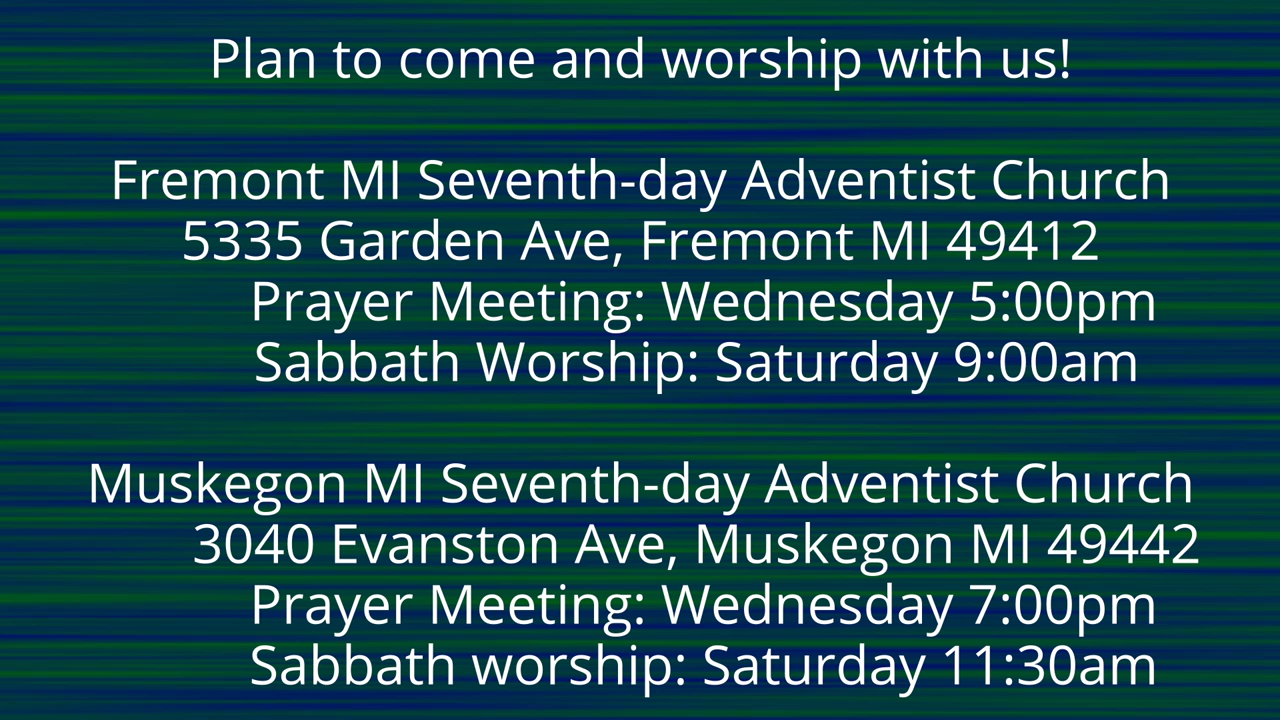 Plan to come and worship with us!
Fremont MI Seventh-day Adventist Church
5335 Garden Ave, Fremont MI 49412
Prayer Meeting: Wednesday 5:00pm
Sabbath Worship: Saturday 9:00am
Muskegon MI Seventh-day Adventist Church
3040 Evanston Ave, Muskegon MI 49442
Prayer Meeting: Wednesday 7:00pm
Sabbath worship: Saturday 11:30am